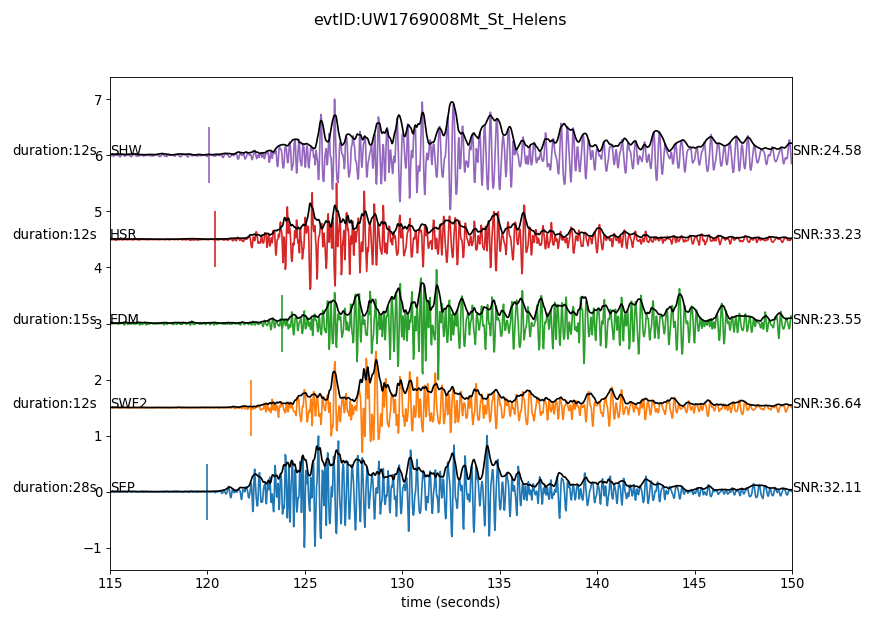 evtID:UW1769008Mt_St_Helens
7
duration:12s SHW SNR:24.58
6
5
duration:12s HSR SNR:33.23
4
duration:15s EDM SNR:23.55
3
2
duration:12s SWF2 SNR:36.64
1
duration:28s SEP SNR:32.11
0
−1
115 120 125 130 135 140 145 150
time (seconds)